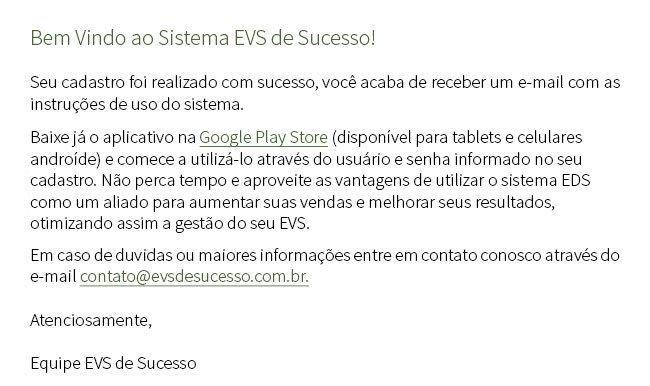 Bem Vindo ao Sistema EVS de Sucesso!
Seu cadastro foi realizado com sucesso, você acaba de receber um e-mail com as
instruções de uso do sistema.
Baixe já o aplicativo na Google Play Store (disponível para tablets e celulares
androíde) e comece a utilizá-lo através do usuário e senha informado no seu
cadastro. Não perca tempo e aproveite as vantagens de utilizar o sistema EDS
como um aliado para aumentar suas vendas e melhorar seus resultados,
otimizando assim a gestão do seu EVS.
Em caso de duvidas ou maiores informações entre em contato conosco através do
e-mail contato@evsdesucesso.com.br.
Atenciosamente,
Equipe EVS de Sucesso